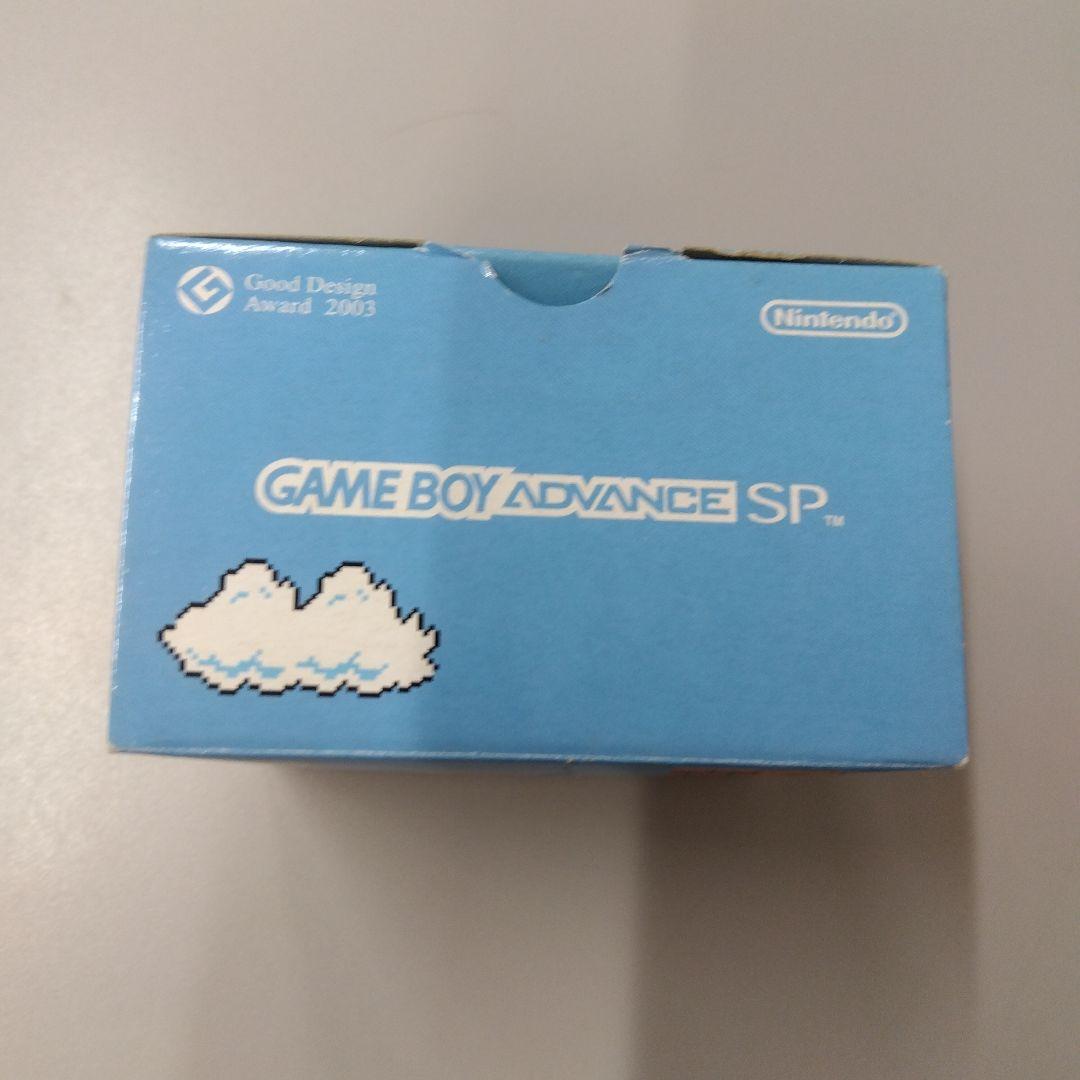 Good Design
Award 2003
Nintendo®
GAME BOY ADVANCE SP™